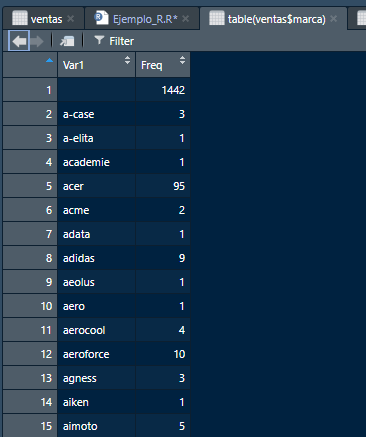 ventas Ejemplo_R.R* table(ventas$marca)
Filter
Var1 Freq
1 1442
2 a-case 3
3 a-elita 1
4 academie 1
5 acer 95
6 acme 2
7 adata 1
8 adidas 9
9 aeolus 1
10 aero 1
11 aerocool 4
12 aeroforce 10
13 agness 3
14 aiken 1
15 aimoto 5